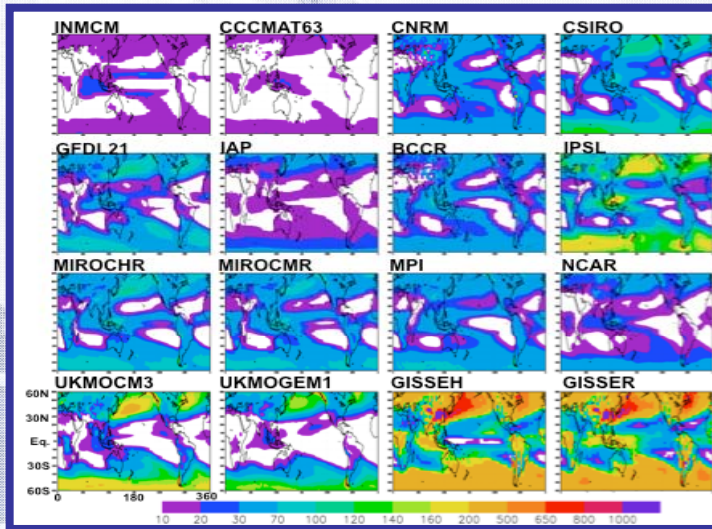 INMCM CCCMAT63 CNRM CSIRO
GFDL21 IAP BCCR IPSL
MIROCHR MIROCMR MPI NCAR
UKMOCM3 UKMOGEM1 GISSEH GISSER
60N
30N
Eq.
30S
60S
0 180 360
10 20 30 70 100 120 140 160 200 500 650 800 1000